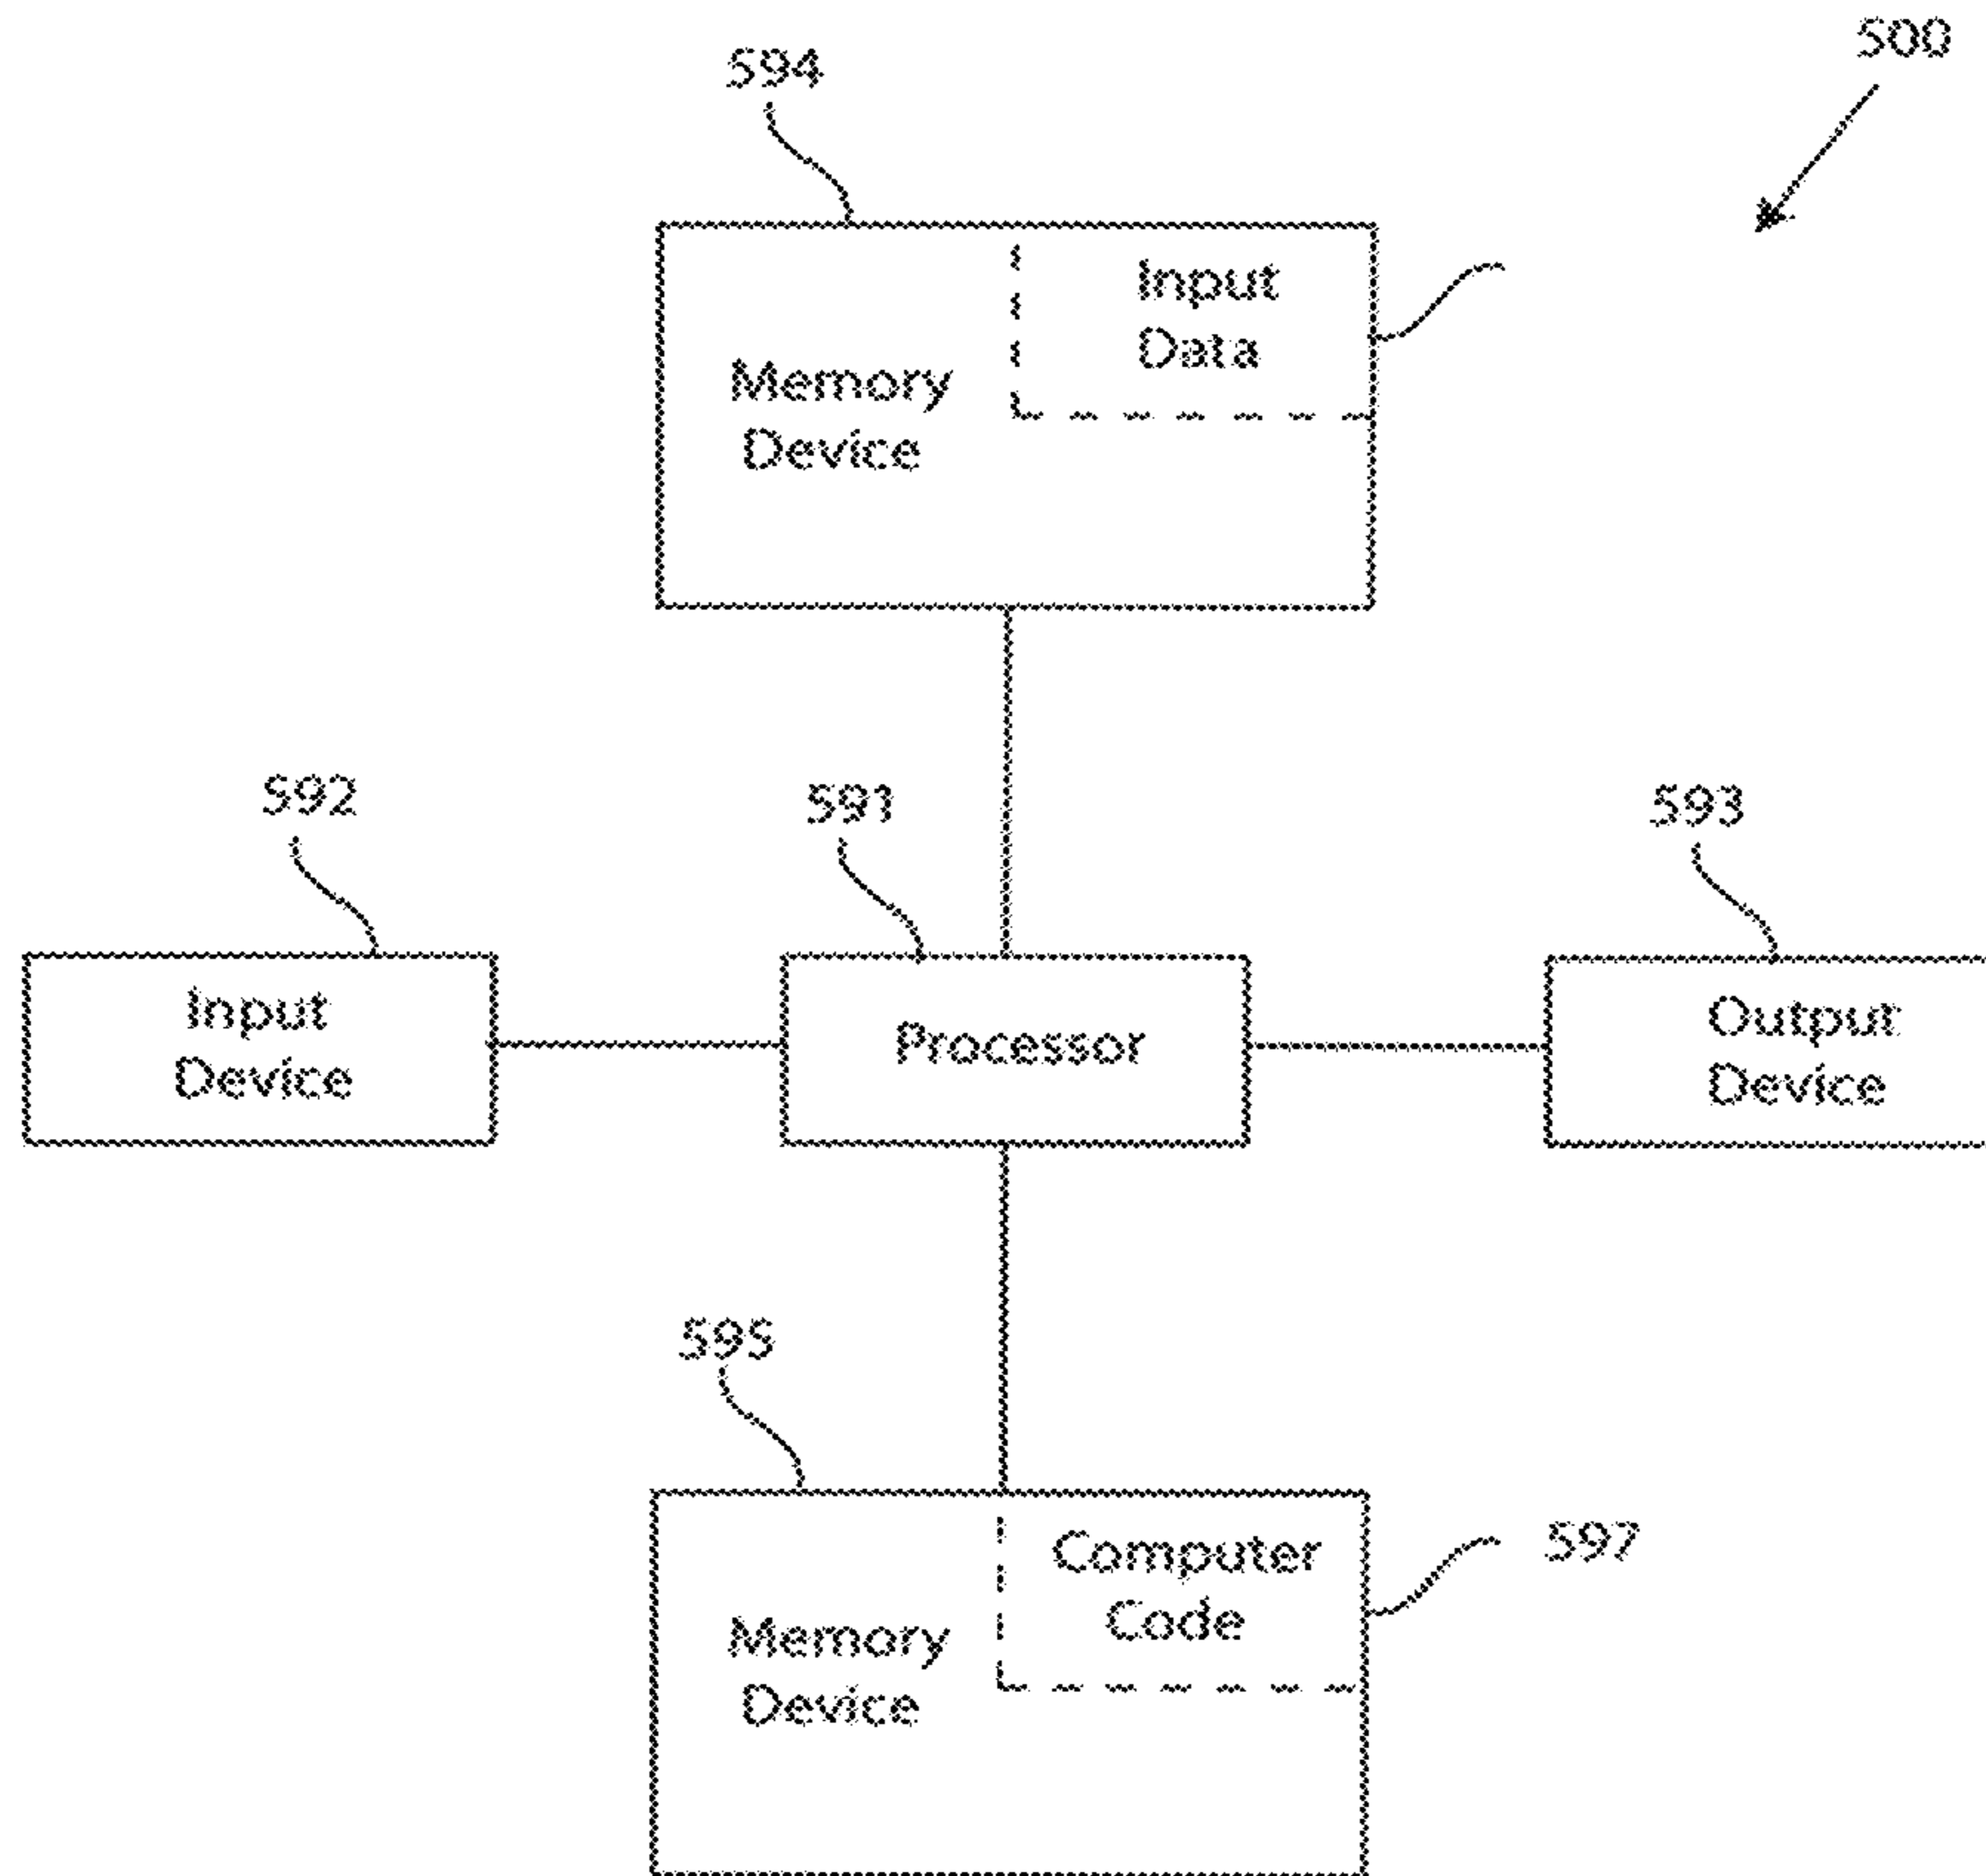 500
594
Input
Data
Memory
Device
592
591
593
Input
Device
Processor
Output
Device
595
Computer
Code
597
Memory
Device